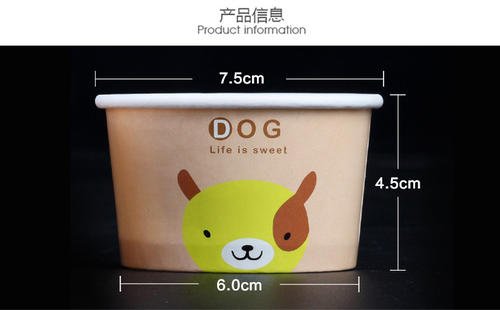 产品信息
Product information
7.5cm
DOG
Life is sweet
4.5cm
6.0cm